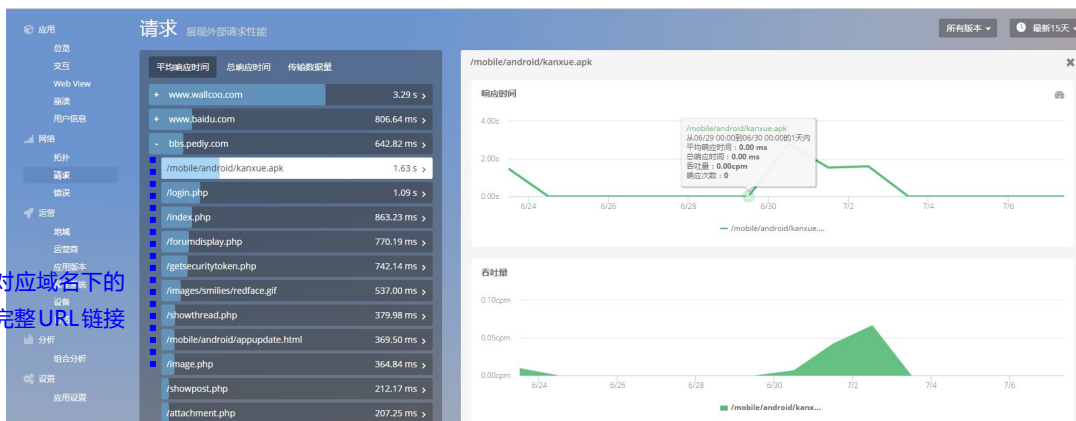 应用
总览
交互
Web View
崩溃
用户信息
网络
拓扑
请求
错误
运营
地域
运营商
应用版本
设备
分析
组合分析
设置
应用设置
对应域名下的
完整URL链接
请求 展现外部请求性能
所有版本
最新15天
平均响应时间 总响应时间 传输数据量
+ www.wallcoo.com 3.29 s >
+ www.baidu.com 806.64 ms >
- bbs.pediy.com 642.82 ms >
/mobile/android/kanxue.apk 1.63 s >
/login.php 1.09 s >
/index.php 863.23 ms >
/forumdisplay.php 770.19 ms >
/getsecuritytoken.php 742.14 ms >
/images/smilies/redface.gif 537.00 ms >
/showthread.php 379.98 ms >
/mobile/android/appupdate.html 369.50 ms >
/image.php 364.84 ms >
/showpost.php 212.17 ms >
/attachment.php 207.25 ms >
/mobile/android/kanxue.apk
响应时间
4.00s
2.00s
0.00s
/mobile/android/kanxue.apk
从06/29 00:00到06/30 00:00的1天内
平均响应时间：0.00 ms
总响应时间：0.00 ms
吞吐量：0.00cpm
响应次数：0
6/24 6/26 6/28 6/30 7/2 7/4 7/6
/mobile/android/kanxue....
吞吐量
0.10cpm
0.05cpm
0.00cpm
6/24 6/26 6/28 6/30 7/2 7/4 7/6
/mobile/android/kanx...